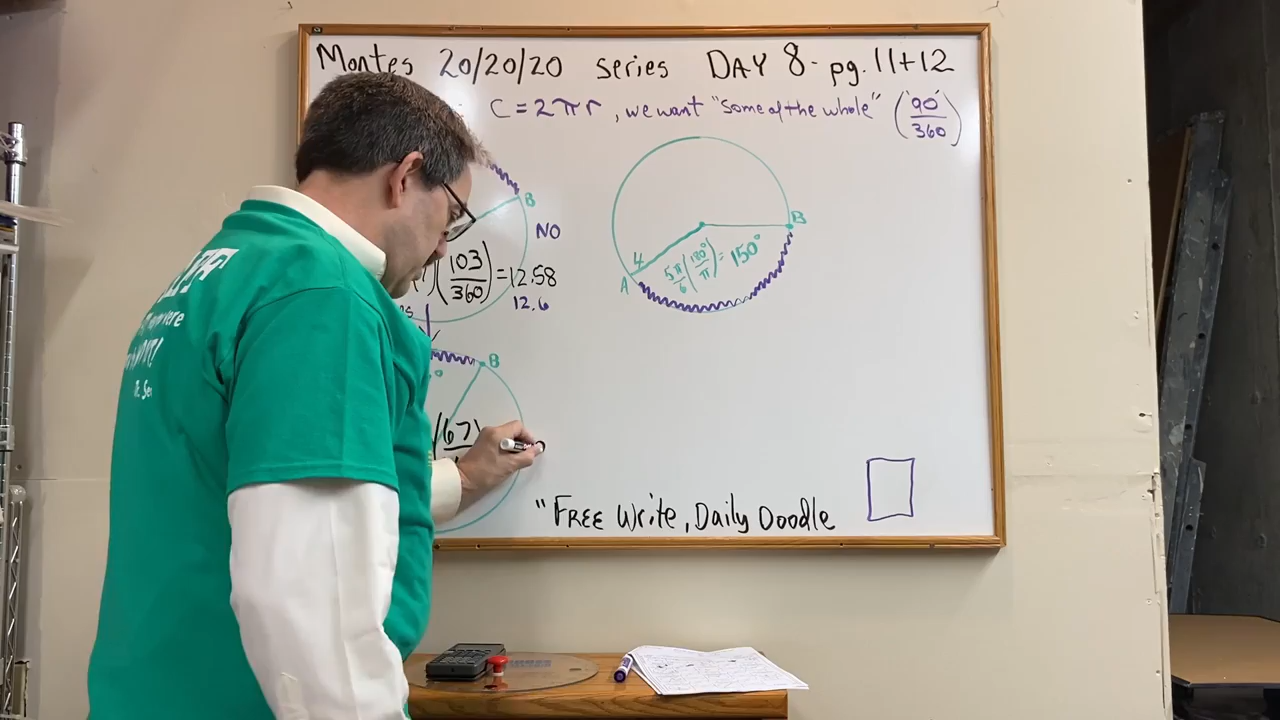 Montes 20/20/20 series DAY 8 - pg. 11+12
C = 2πr, we want "some of the whole" (90°/360)
B
NO
(103/360) = 12.58
12.6
B
67
A
4
B
5π/6 (180°/π) = 150°
"FREE Write, Daily Doodle